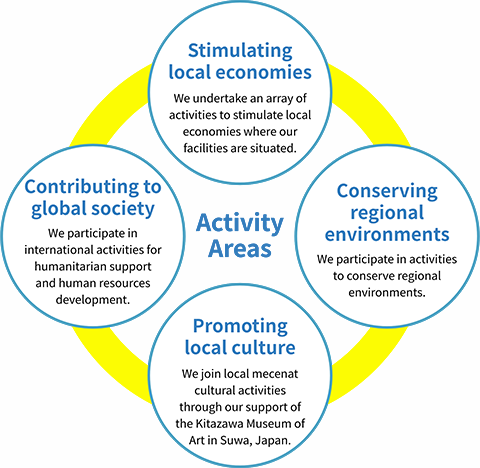 Stimulating
local economies
We undertake an array of
activities to stimulate local
economies where our
facilities are situated.
Contributing to
global society
We participate in
international activities for
humanitarian support
and human resources
development.
Activity
Areas
Conserving
regional
environments
We participate in activities
to conserve regional
environments.
Promoting
local culture
We join local mecenat
cultural activities
through our support of
the Kitazawa Museum of
Art in Suwa, Japan.